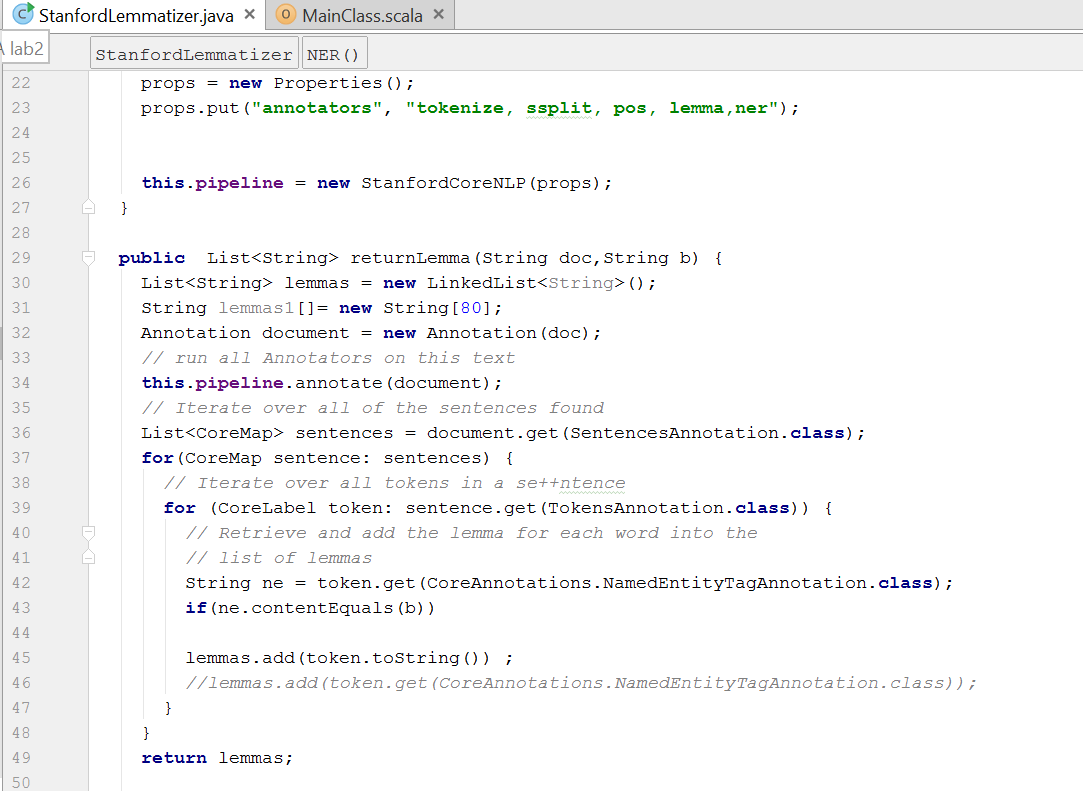 StanfordLemmatizer.java × MainClass.scala ×
lab2
StanfordLemmatizer NER()
22 props = new Properties();
23 props.put("annotators", "tokenize, ssplit, pos, lemma,ner");
24
25
26 this.pipeline = new StanfordCoreNLP(props);
27 }
28
29 public  List<String> returnLemma(String doc,String b) {
30 List<String> lemmas = new LinkedList<String>();
31 String lemmas1[]= new String[80];
32 Annotation document = new Annotation(doc);
33 // run all Annotators on this text
34 this.pipeline.annotate(document);
35 // Iterate over all of the sentences found
36 List<CoreMap> sentences = document.get(SentencesAnnotation.class);
37 for(CoreMap sentence: sentences) {
38 // Iterate over all tokens in a se++ntence
39 for (CoreLabel token: sentence.get(TokensAnnotation.class)) {
40 // Retrieve and add the lemma for each word into the
41 // list of lemmas
42 String ne = token.get(CoreAnnotations.NamedEntityTagAnnotation.class);
43 if(ne.contentEquals(b))
44
45 lemmas.add(token.toString()) ;
46 //lemmas.add(token.get(CoreAnnotations.NamedEntityTagAnnotation.class));
47 }
48 }
49 return lemmas;
50